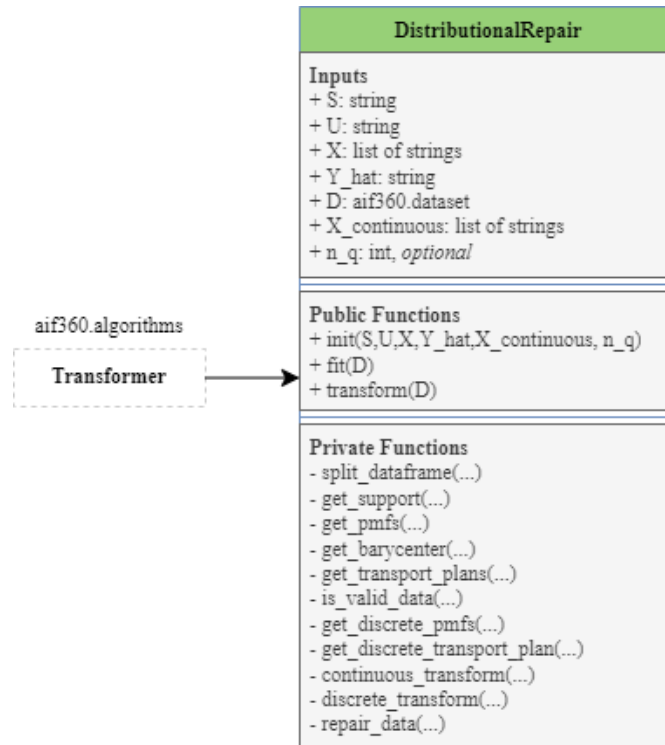 DistributionalRepair
Inputs
+ S: string
+ U: string
+ X: list of strings
+ Y_hat: string
+ D: aif360.dataset
+ X_continuous: list of strings
+ n_q: int, optional
aif360.algorithms
Transformer
Public Functions
+ init(S,U,X,Y_hat,X_continuous, n_q)
+ fit(D)
+ transform(D)
Private Functions
- split_dataframe(...)
- get_support(...)
- get_pmfs(...)
- get_barycenter(...)
- get_transport_plans(...)
- is_valid_data(...)
- get_discrete_pmfs(...)
- get_discrete_transport_plan(...)
- continuous_transform(...)
- discrete_transform(...)
- repair_data(...)